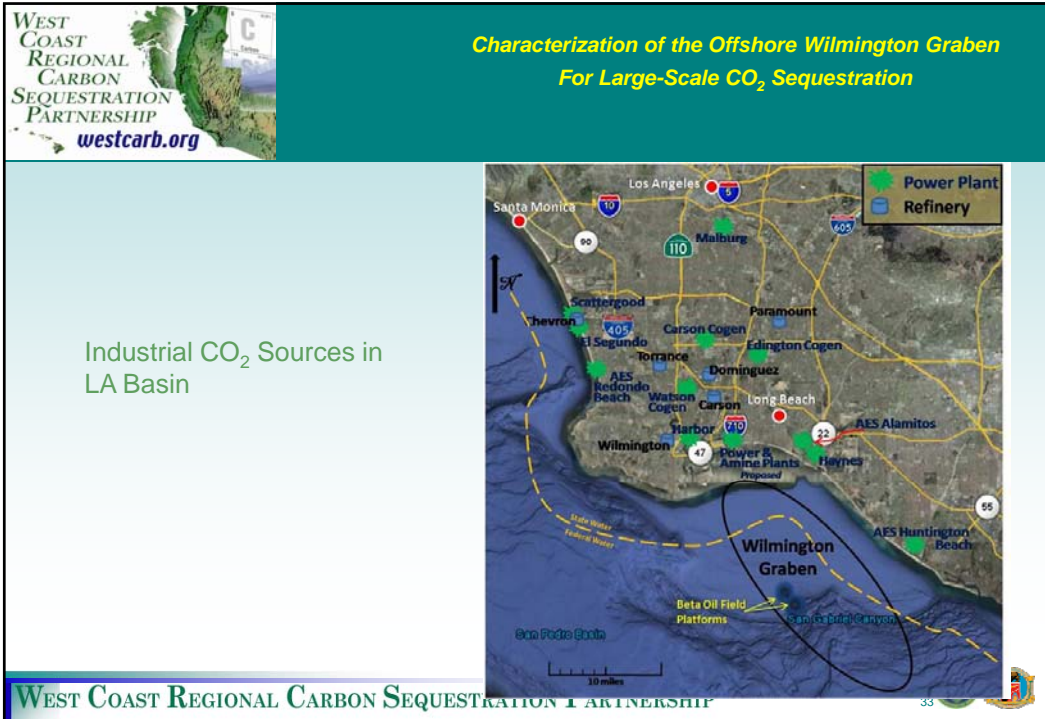 WEST
COAST
REGIONAL
CARBON
SEQUESTRATION
PARTNERSHIP
westcarb.org
C
Carbon
Characterization of the Offshore Wilmington Graben
For Large-Scale CO2 Sequestration
Industrial CO2 Sources in
LA Basin
Power Plant
Refinery
Los Angeles
5
Santa Monica
10
605
Malburg
110
90
N
Scattergood
Chevron
405
El Segundo
Paramount
Carson Cogen
Edington Cogen
Torrance
Dominguez
AES
Redondo
Beach
Watson
Cogen
Carson
Long Beach
710
22
AES Alamitos
Harbor
Wilmington
47
Power &
Amine Plants
Proposed
Haynes
55
AES Huntington
Beach
State Water
Federal Water
Wilmington
Graben
Beta Oil Field
Platforms
San Gabriel Canyon
San Pedro Basin
10 miles
WEST COAST REGIONAL CARBON SEQUESTRATION PARTNERSHIP
33